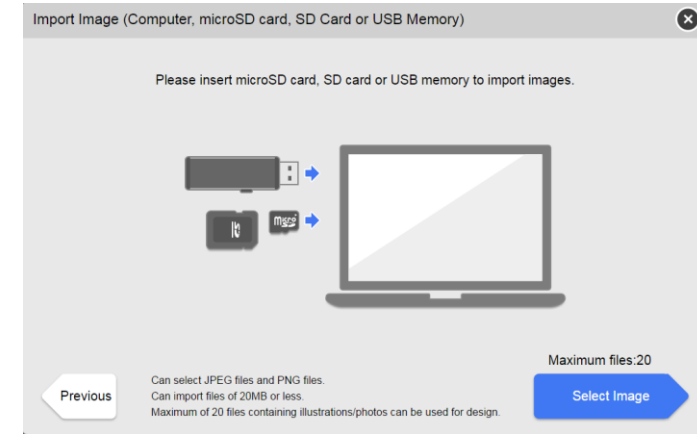 Import Image (Computer, microSD card, SD Card or USB Memory)
Please insert microSD card, SD card or USB memory to import images.
micro
Maximum files:20
Can select JPEG files and PNG files.
Previous
Can import files of 20MB or less.
Select Image
Maximum of 20 files containing illustrations/photos can be used for design.